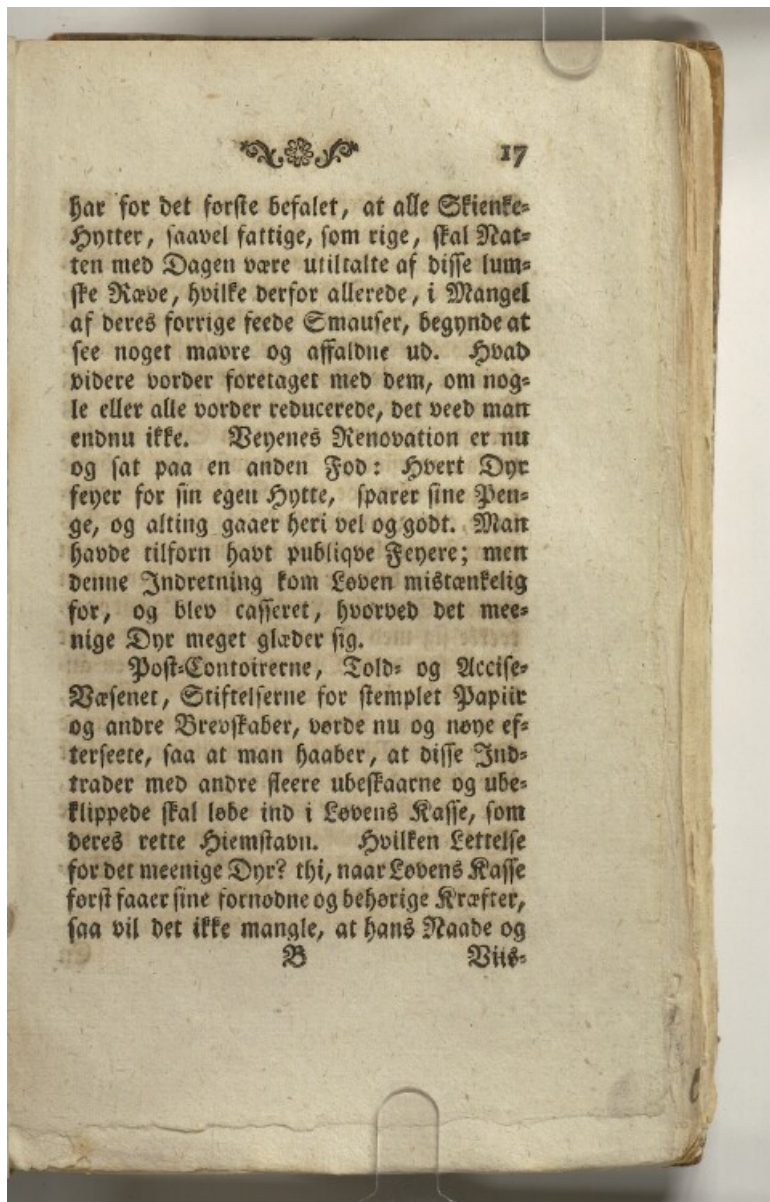 17
har for det første befalet, at alle Skienke-
Hytter, saavel fattige, som rige, skal Nat-
ten med Dagen være utiltalte af disse lum-
ske Ræve, hvilke derfor allerede, i Mangel
af deres forrige feede Smauser, begynde at
see noget mavre og affaldne ud. Hvad
videre vorder foretaget med dem, om nog-
le eller alle vorder reducerede, det veed man
endnu ikke. Veyenes Renovation er nu
og sat paa en anden Fod: Hvert Dyr
feyer for sin egen Hytte, sparer sine Pen-
ge, og alting gaaer heri vel og godt. Man
havde tilforn havt publiqve Feyere; men
denne Indretning kom Løven mistænkelig
for, og blev casseret, hvorved det mee-
nige Dyr meget glæder sig.
Post-Contoirerne, Told- og Accise-
Væsenet, Stiftelserne for stemplet Papiir
og andre Brevskaber, vorde nu og nøye ef-
terseete, saa at man haaber, at disse Ind-
trader med andre fleere ubeskaarne og ube-
klippede skal løbe ind i Løvens Kasse, som
deres rette Hiemstavn. Hvilken Lettelse
for det meenige Dyr? thi, naar Løvens Kasse
først faaer sine fornødne og behørige Kræfter,
saa vil det ikke mangle, at hans Naade og
B Viis-